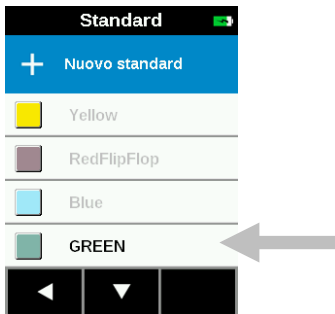 Standard
Nuovo standard
Yellow
RedFlipFlop
Blue
GREEN